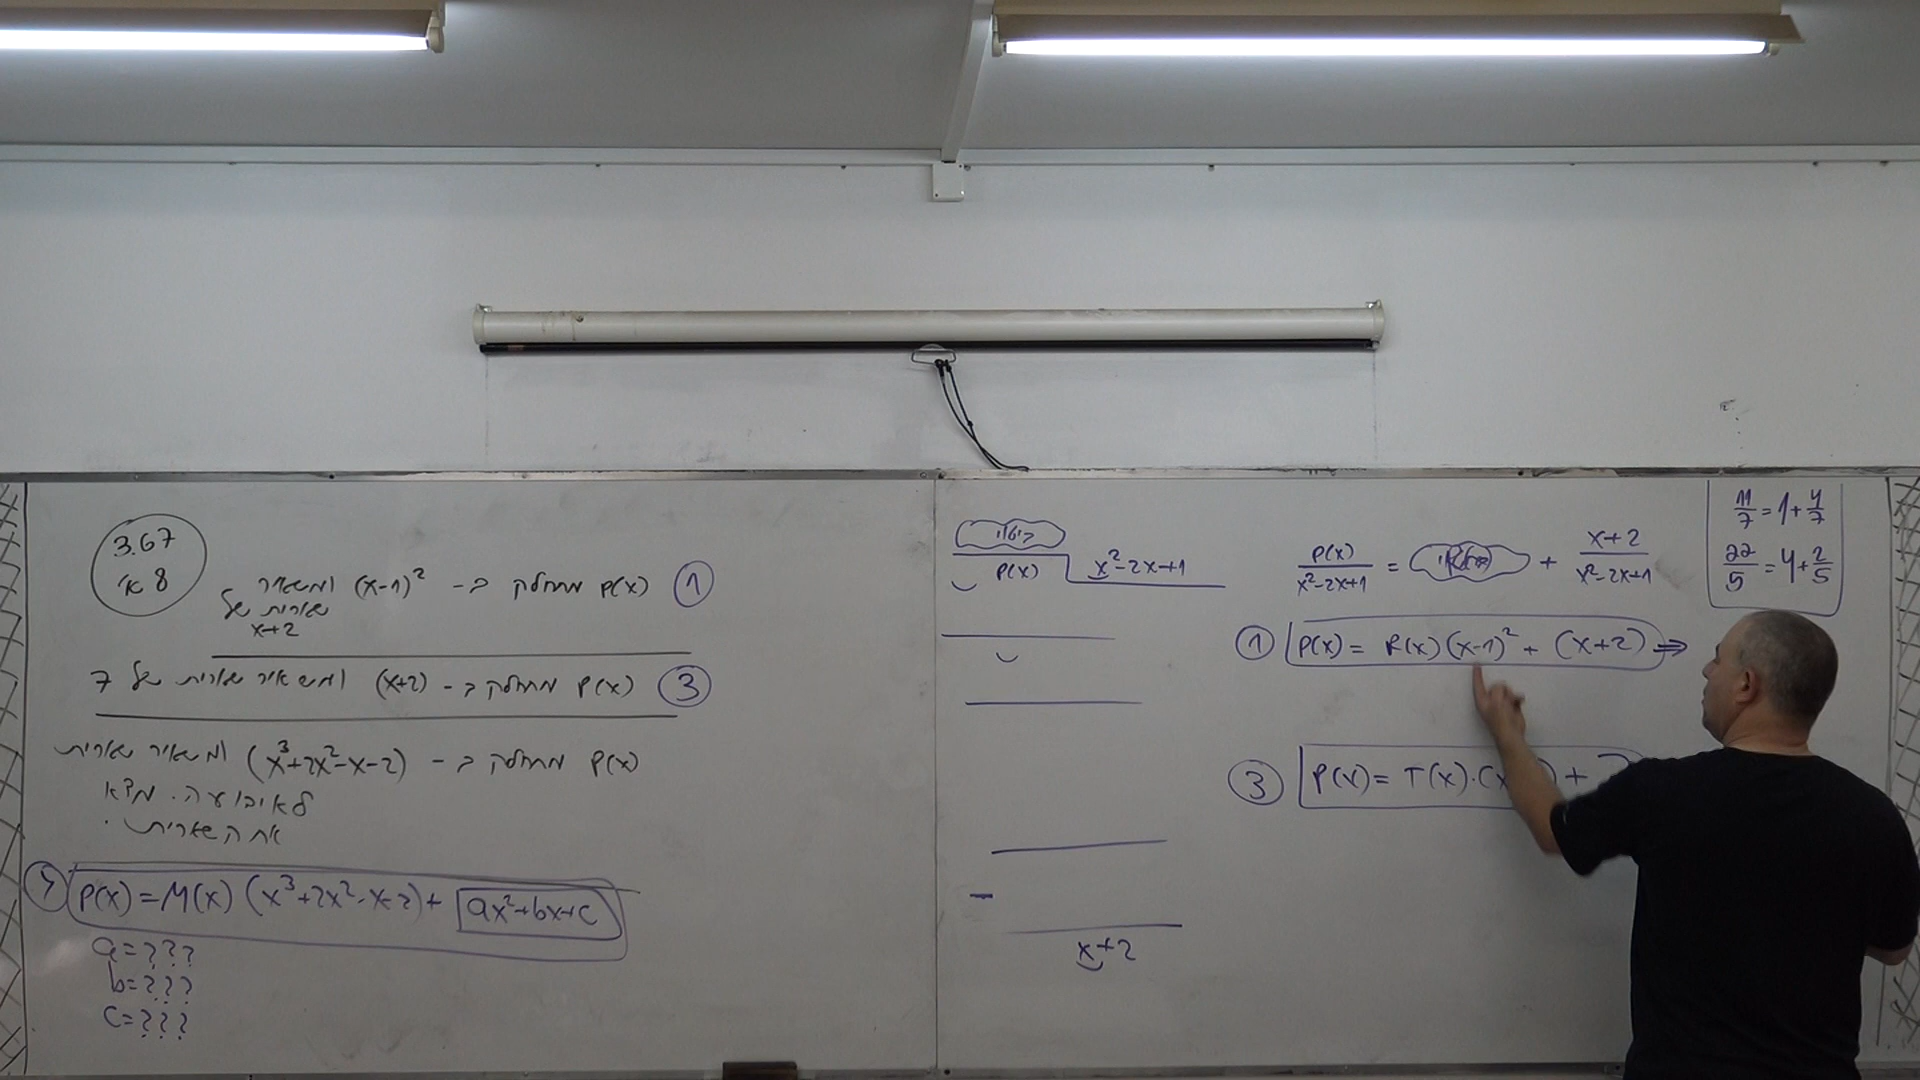 3.67
8 א'
① P(x) מתחלק ב - (x-1)² ומשאיר
שארית של
x+2
③ P(x) מתחלק ב - (x+2) ומשאיר שארית של 7
P(x) מתחלק ב - (x³+2x²-x-2) ומשאיר שארית
מצא.
את השארית.
P(x) = M(x) (x³+2x²-x-2) + ax²+bx+c
a=???
b=???
c=???
P(x) x²-2x+1
x+2
P(x)/(x²-2x+1) = + (x+2)/(x²-2x+1)
① P(x) = R(x)(x-1)² + (x+2) ⇒
③ P(x) = T(x)·(x +
11/7 = 1+4/7
22/5 = 4+2/5